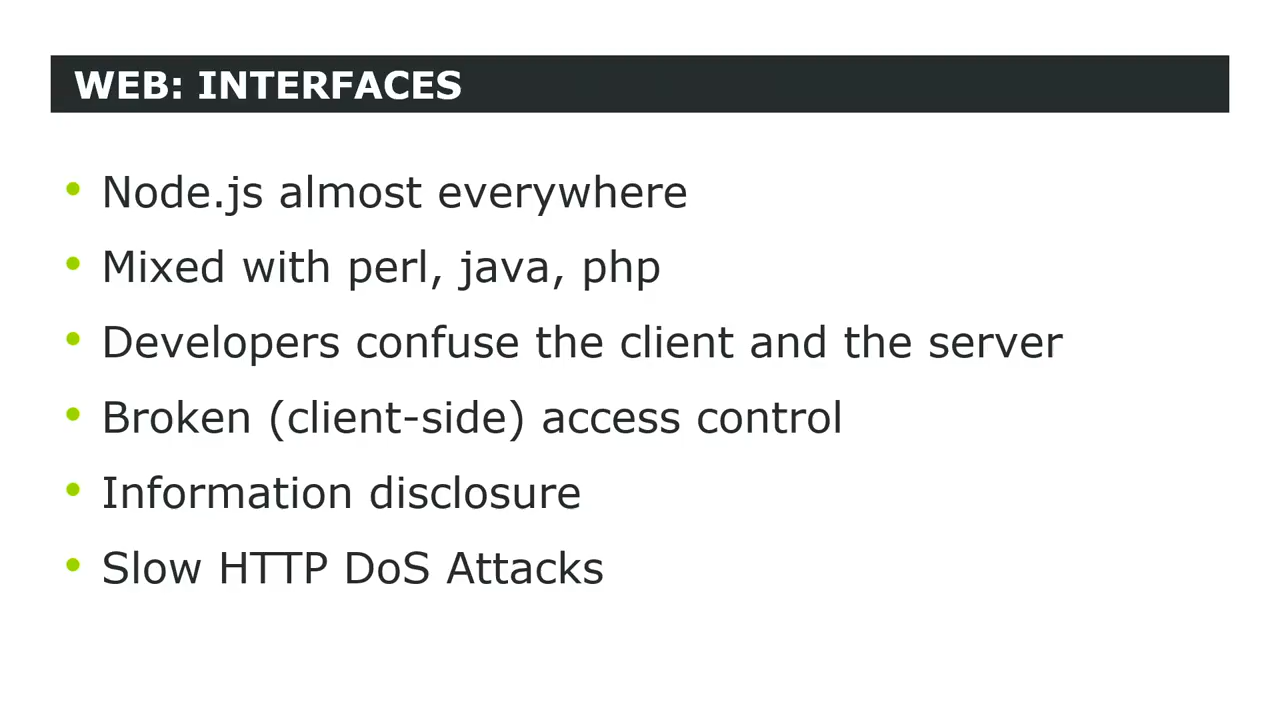 WEB: INTERFACES
• Node.js almost everywhere
• Mixed with perl, java, php
• Developers confuse the client and the server
• Broken (client-side) access control
• Information disclosure
• Slow HTTP DoS Attacks